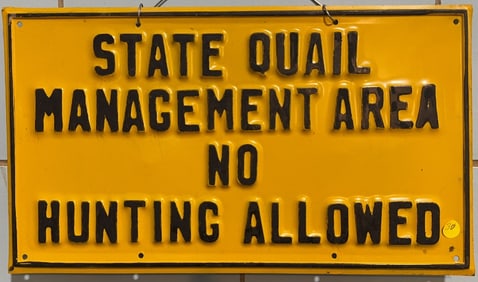 STATE QUAIL
MANAGEMENT AREA
NO
HUNTING ALLOWED